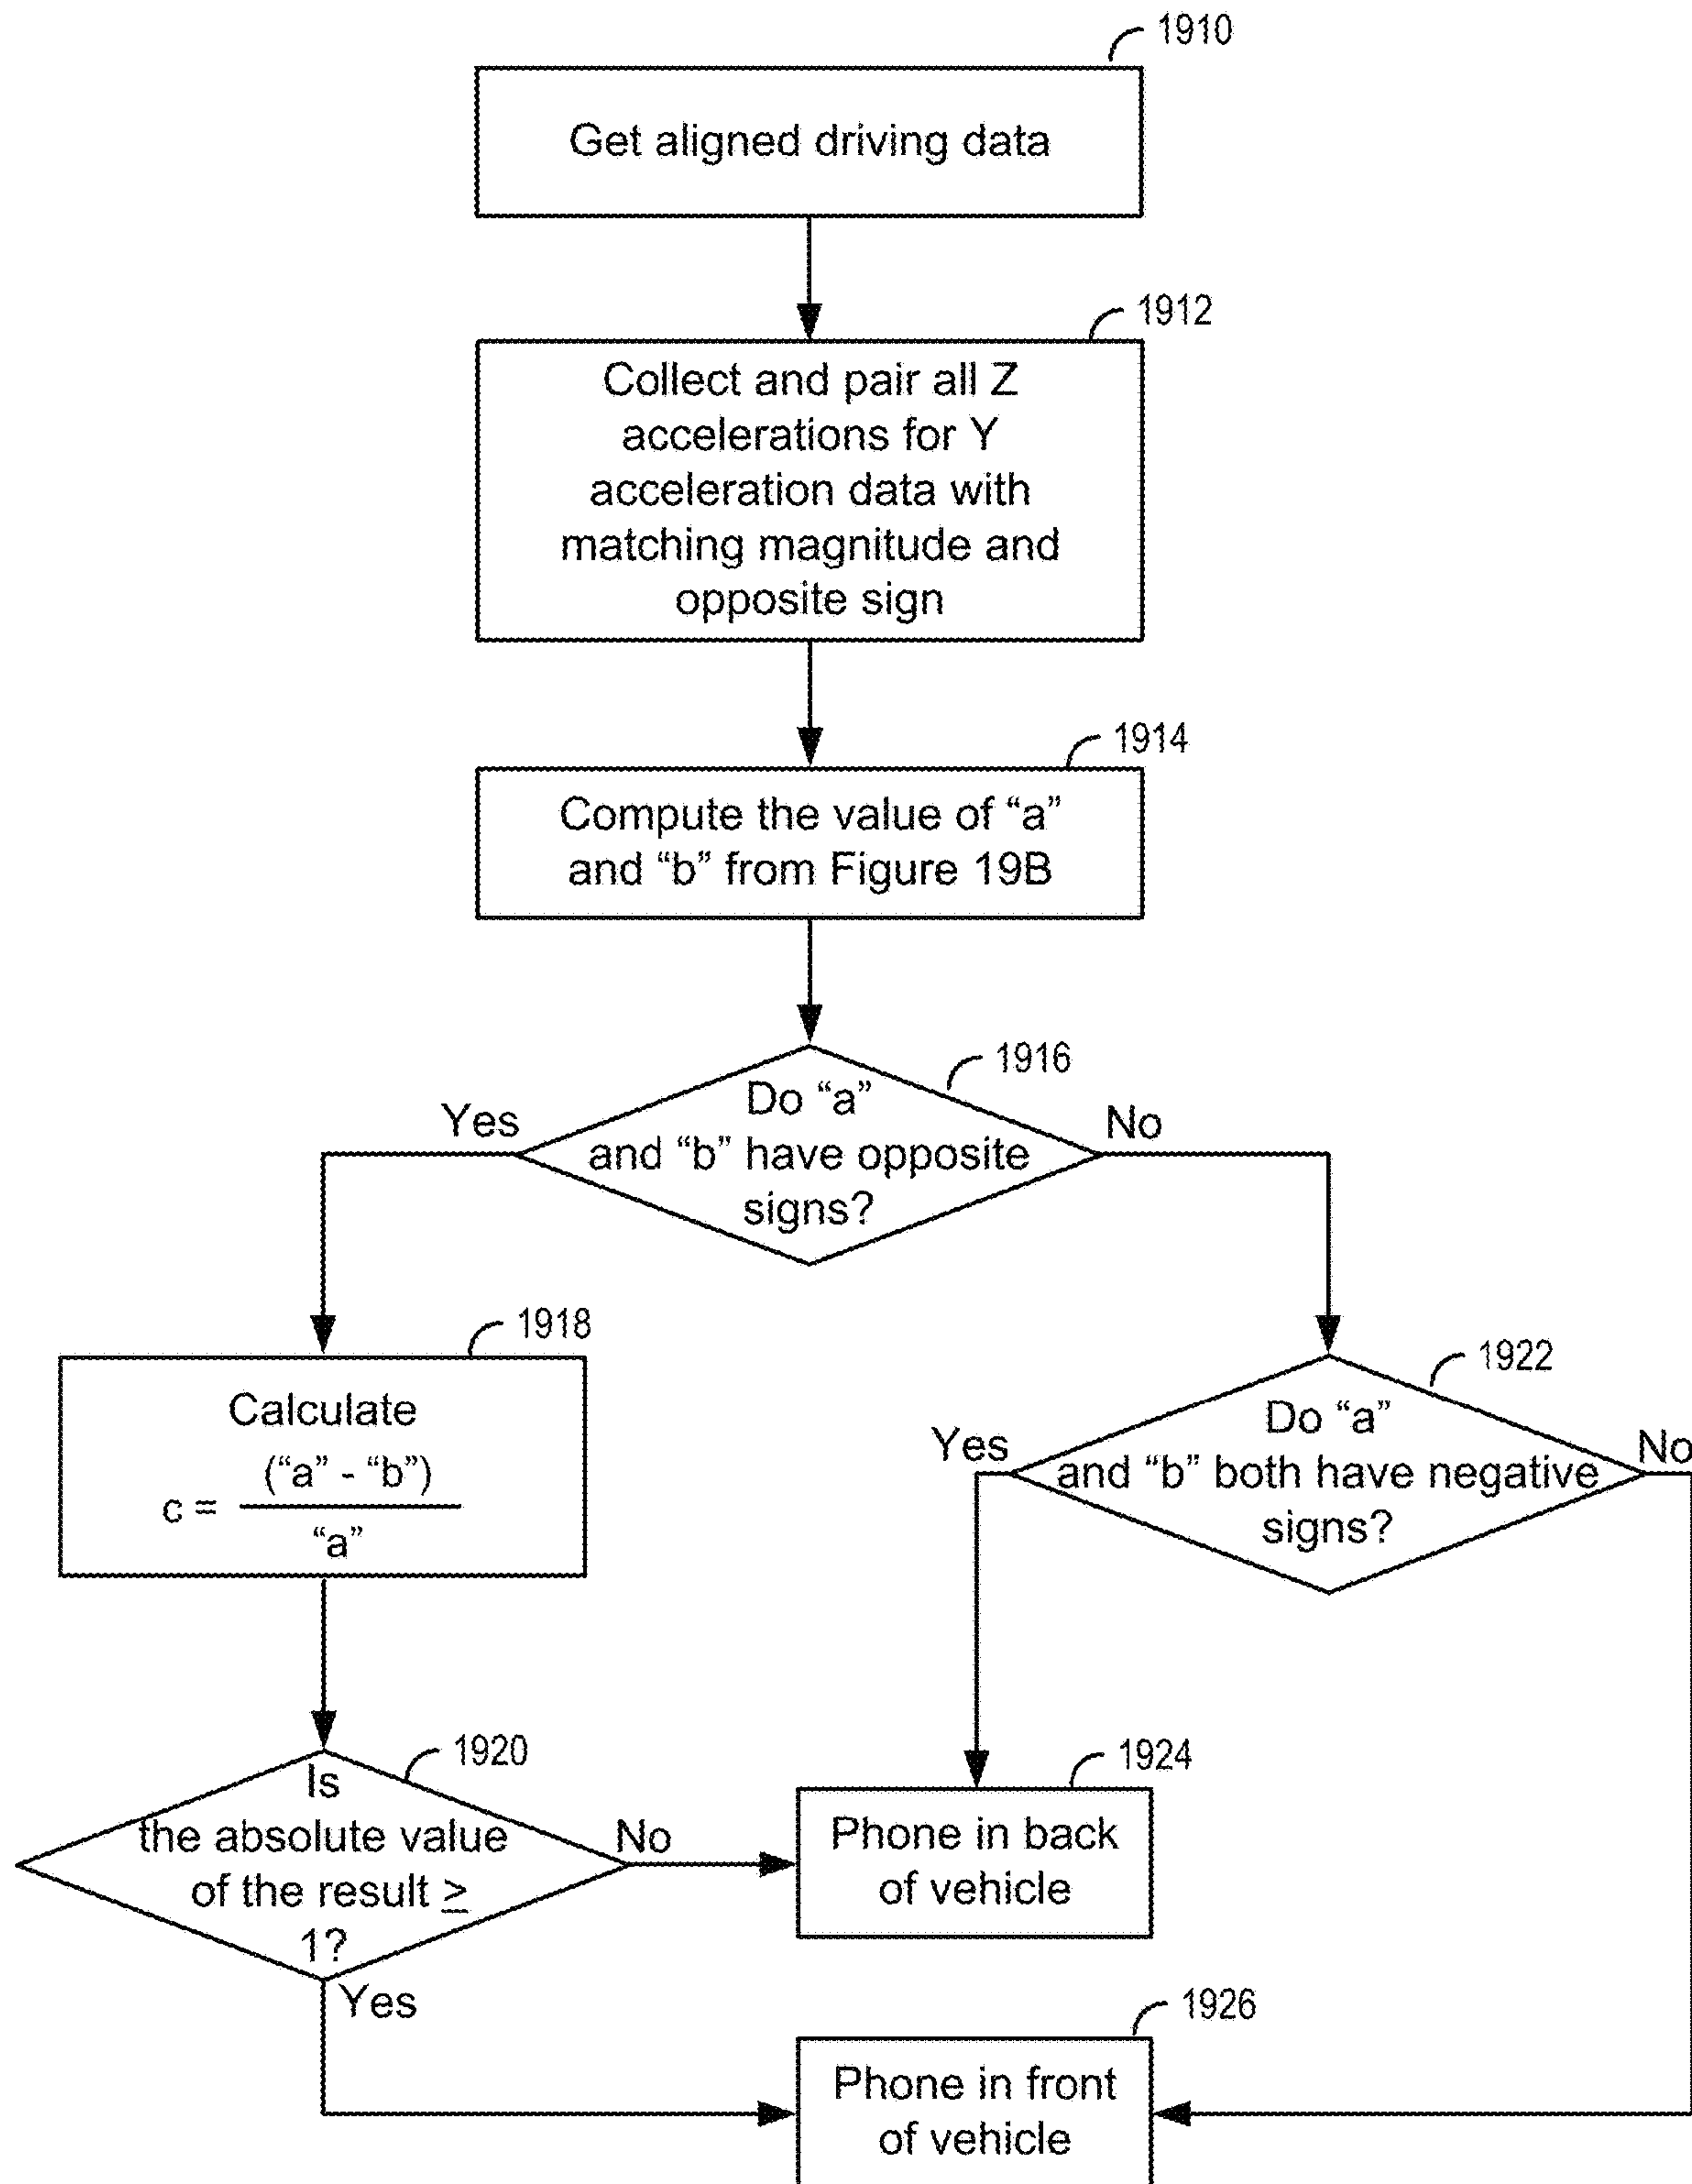 1910
Get aligned driving data
1912
Collect and pair all Z
accelerations for Y
acceleration data with
matching magnitude and
opposite sign
1914
Compute the value of “a”
and “b” from Figure 19B
1916
Do “a”
and “b” have opposite
signs?
Yes
No
1918
Calculate
c = (“a” - “b”)
“a”
1922
Do “a”
and “b” both have negative
signs?
Yes
No
1920
Is
the absolute value
of the result ≥
1?
No
Yes
1924
Phone in back
of vehicle
1926
Phone in front
of vehicle